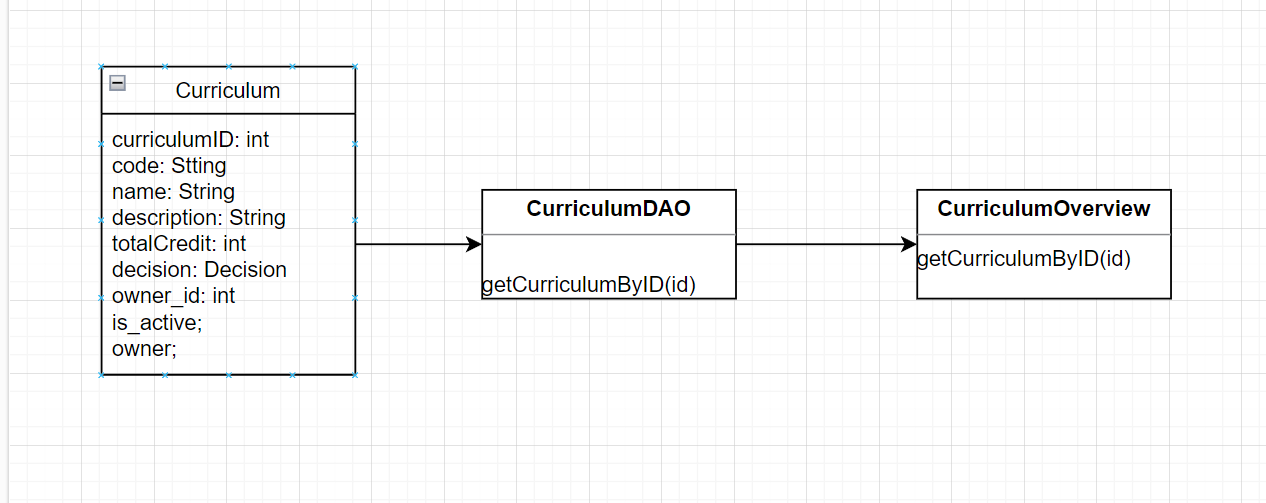 Curriculum
curriculumID: int
code: Stting
name: String
description: String
totalCredit: int
decision: Decision
owner_id: int
is_active;
owner;
CurriculumDAO
getCurriculumByID(id)
CurriculumOverview
getCurriculumByID(id)